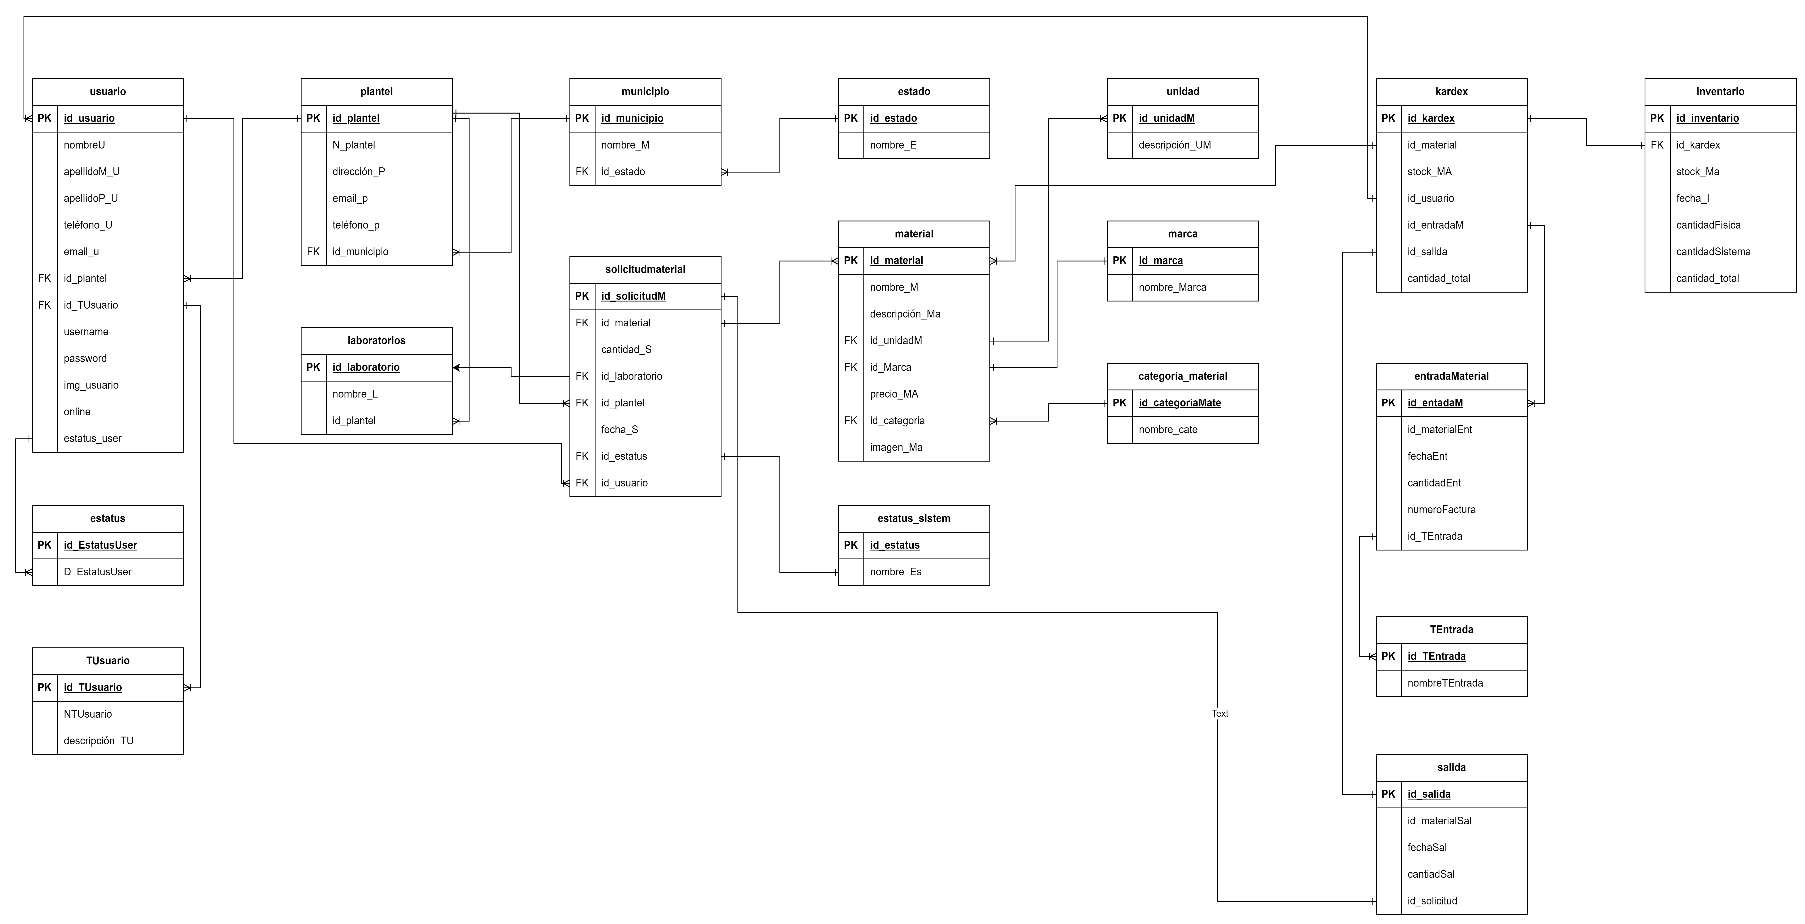 usuario
PK id_usuario
nombreU
apellidoM_U
apellidoP_U
teléfono_U
email_u
FK id_plantel
FK id_TUsuario
username
password
img_usuario
online
estatus_user
estatus
PK id_EstatusUser
D_EstatusUser
TUsuario
PK id_TUsuario
NTUsuario
descripción_TU
plantel
PK id_plantel
N_plantel
dirección_P
email_p
teléfono_p
FK id_municipio
laboratorios
PK id_laboratorio
nombre_L
id_plantel
municipio
PK id_municipio
nombre_M
FK id_estado
solicitudmaterial
PK id_solicitudM
FK id_material
cantidad_S
FK id_laboratorio
FK id_plantel
fecha_S
FK id_estatus
FK id_usuario
estado
PK id_estado
nombre_E
material
PK id_material
nombre_M
descripción_Ma
FK id_unidadM
FK id_Marca
precio_MA
FK id_categoria
imagen_Ma
estatus_sistem
PK id_estatus
nombre_Es
unidad
PK id_unidadM
descripción_UM
marca
PK id_marca
nombre_Marca
categoria_material
PK id_categoriaMate
nombre_cate
Text
kardex
PK id_kardex
id_material
stock_MA
id_usuario
id_entradaM
id_salida
cantidad_total
entradaMaterial
PK id_entadaM
id_materialEnt
fechaEnt
cantidadEnt
numeroFactura
id_TEntrada
TEntrada
PK id_TEntrada
nombreTEntrada
salida
PK id_salida
id_materialSal
fechaSal
cantiadSal
id_solicitud
inventario
PK id_inventario
FK id_kardex
stock_Ma
fecha_I
cantidadFisica
cantidadSistema
cantidad_total